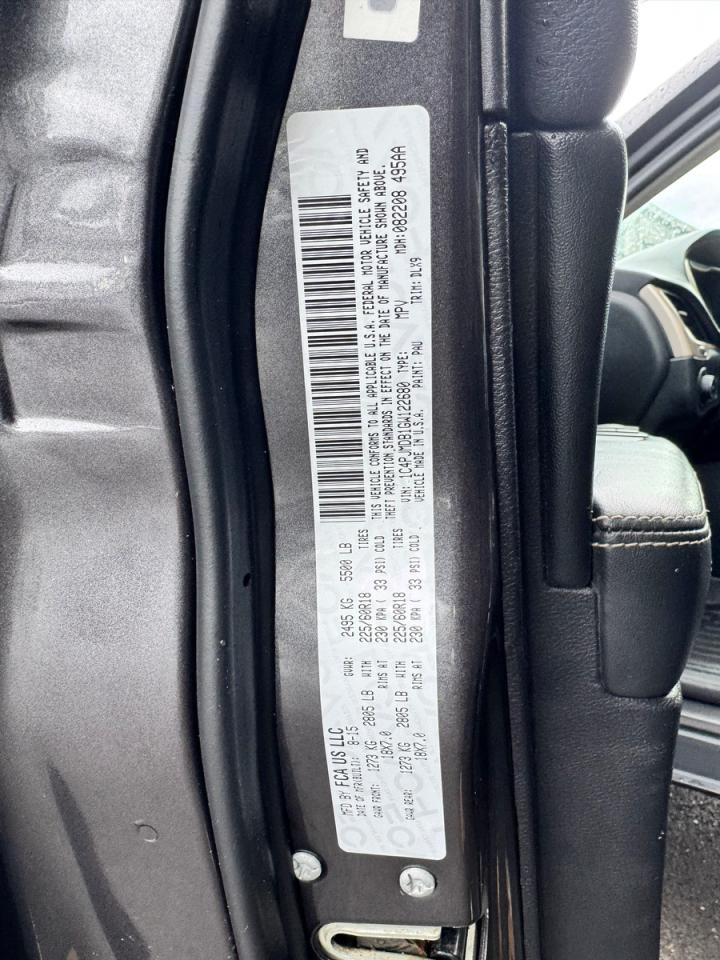 MFD BY FCA US LLC
DATE OF MFR(BUILT): 8-15 GVWR: 2495 KG 5500 LB
GAWR FRONT: 1273 KG 2805 LB WITH 225/60R18 TIRES
18X7.0 RIMS AT 230 KPA ( 33 PSI) COLD
GAWR REAR: 1273 KG 2805 LB WITH 225/60R18 TIRES
18X7.0 RIMS AT 230 KPA ( 33 PSI) COLD.
THIS VEHICLE CONFORMS TO ALL APPLICABLE U.S.A. FEDERAL MOTOR VEHICLE SAFETY AND
THEFT PREVENTION STANDARDS IN EFFECT ON THE DATE OF MANUFACTURE SHOWN ABOVE.
VIN: 1C4PJMDB1GW122680 TYPE: MPV MDH:082208 495AA
VEHICLE MADE IN U.S.A. PAINT: PAU TRIM: DLX9